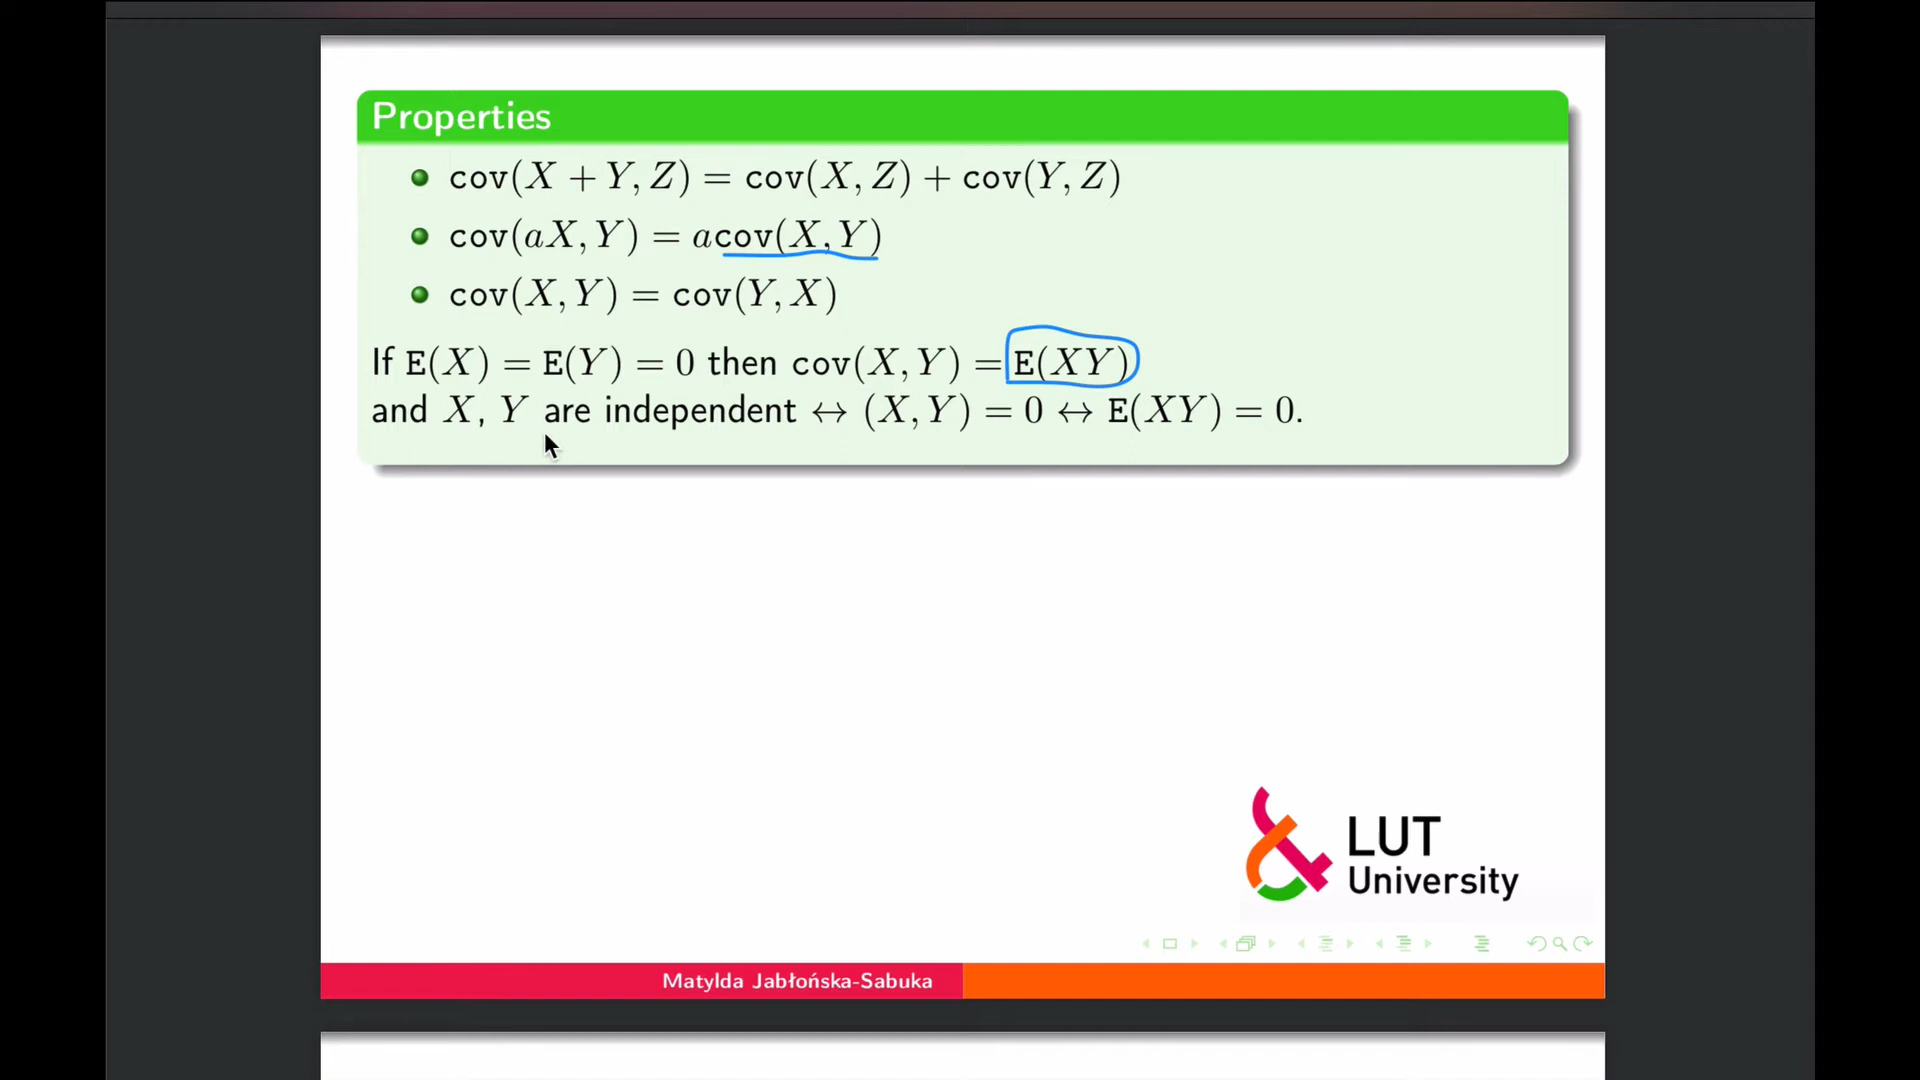 Properties
cov(X + Y, Z) = cov(X, Z) + cov(Y, Z)
cov(aX, Y) = acov(X, Y)
cov(X, Y) = cov(Y, X)
If E(X) = E(Y) = 0 then cov(X, Y) = E(XY)
and X, Y are independent ↔ (X, Y) = 0 ↔ E(XY) = 0.
LUT
University
Matylda Jabłońska-Sabuka